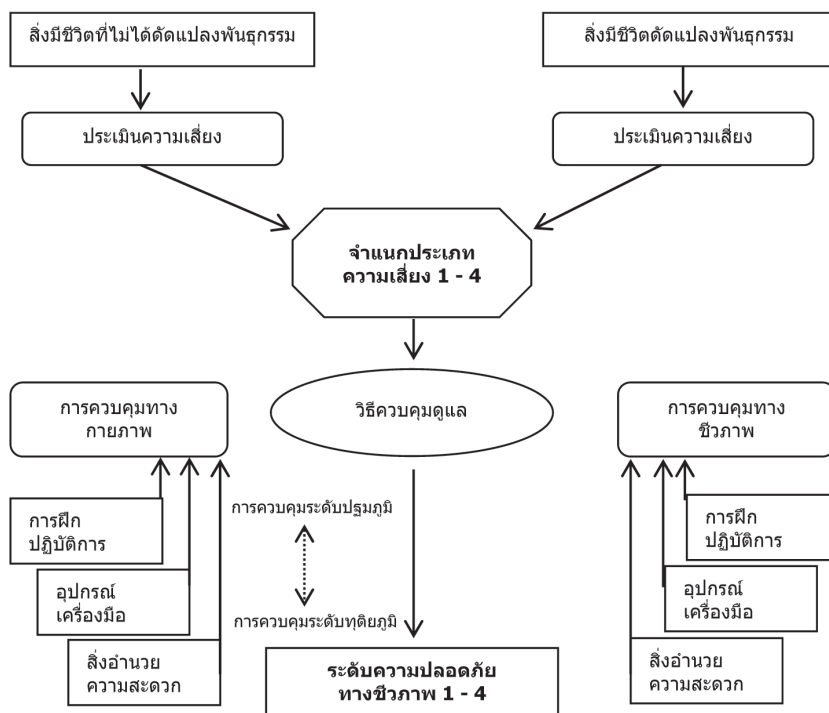 สิ่งมีชีวิตที่ไม่ได้ดัดแปลงพันธุกรรม
สิ่งมีชีวิตดัดแปลงพันธุกรรม
ประเมินความเสี่ยง
ประเมินความเสี่ยง
จำแนกประเภท
ความเสี่ยง 1 - 4
การควบคุมทาง
กายภาพ
วิธีควบคุมดูแล
การควบคุมทาง
ชีวภาพ
การฝึก
ปฏิบัติการ
อุปกรณ์
เครื่องมือ
สิ่งอำนวย
ความสะดวก
การควบคุมระดับปฐมภูมิ
การควบคุมระดับทุติยภูมิ
ระดับความปลอดภัย
ทางชีวภาพ 1 - 4
การฝึก
ปฏิบัติการ
อุปกรณ์
เครื่องมือ
สิ่งอำนวย
ความสะดวก